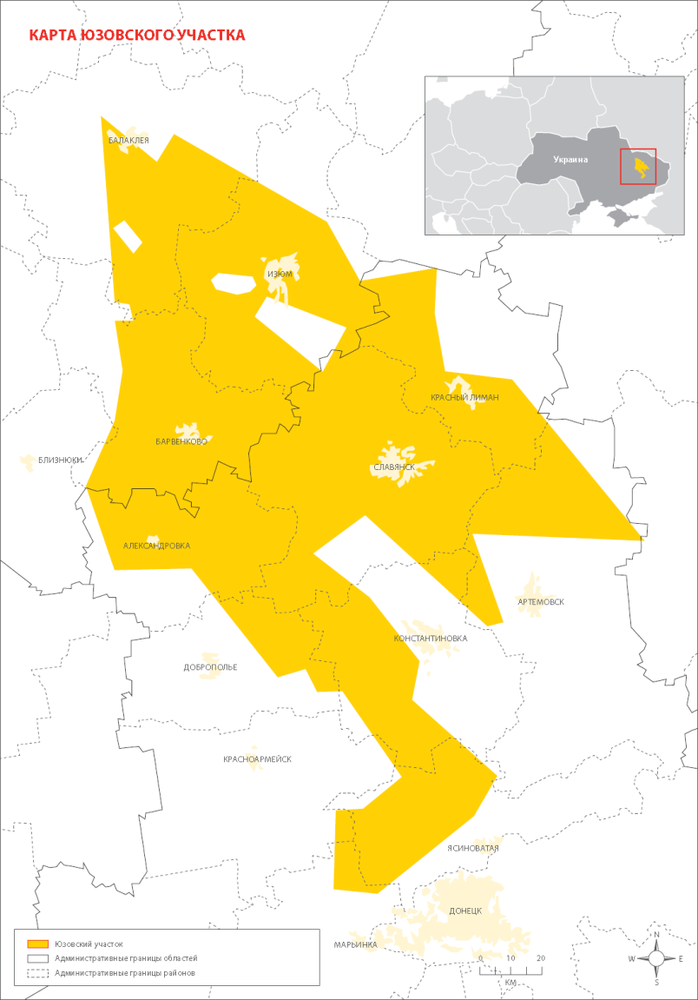 КАРТА ЮЗОВСКОГО УЧАСТКА
БАЛАКЛЕЯ
Украина
ИЗЮМ
КРАСНЫЙ ЛИМАН
БАРВЕНКОВО
БЛИЗНЮКИ
СЛАВЯНСК
АЛЕКСАНДРОВКА
АРТЕМОВСК
КОНСТАНТИНОВКА
ДОБРОПОЛЬЕ
КРАСНОАРМЕЙСК
ЯСИНОВАТАЯ
ДОНЕЦК
МАРЬИНКА
Юзовский участок
Административные границы областей
Административные границы районов
0 10 20
КМ
N
W E
S